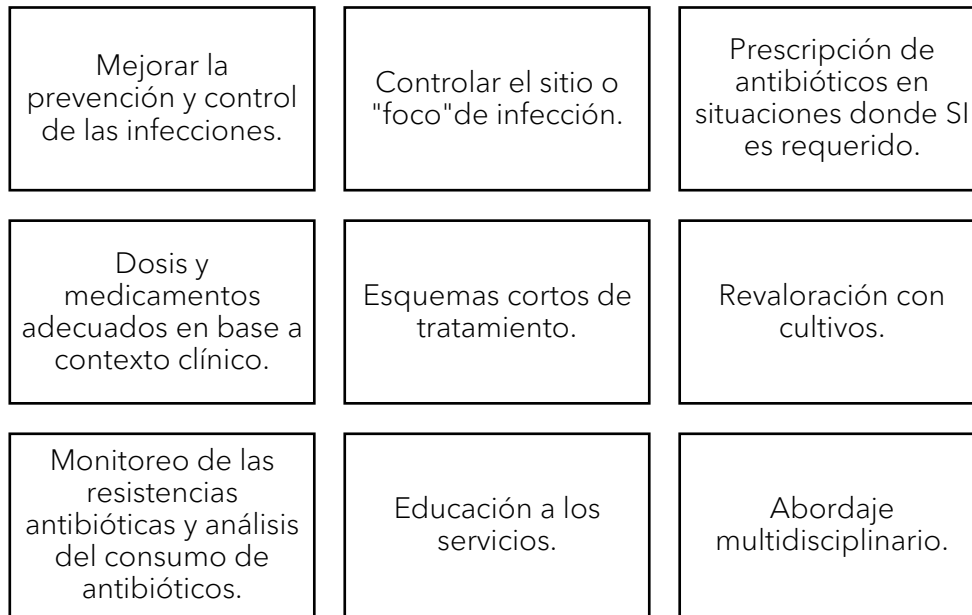 Mejorar la
prevención y control
de las infecciones.
Controlar el sitio o
"foco"de infección.
Prescripción de
antibióticos en
situaciones donde SI
es requerido.
Dosis y
medicamentos
adecuados en base a
contexto clínico.
Esquemas cortos de
tratamiento.
Revaloración con
cultivos.
Monitoreo de las
resistencias
antibióticas y análisis
del consumo de
antibióticos.
Educación a los
servicios.
Abordaje
multidisciplinario.